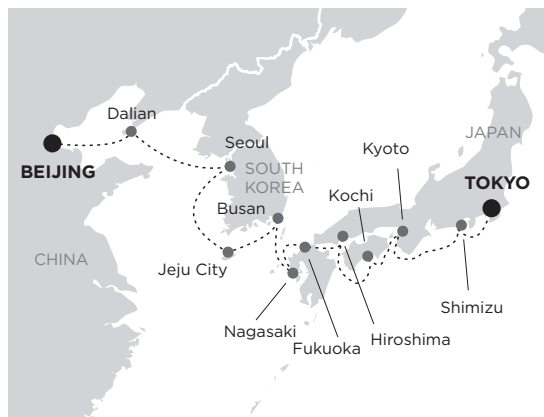 Dalian
BEIJING
Seoul
SOUTH
KOREA
JAPAN
Kyoto
TOKYO
Kochi
Busan
CHINA
Jeju City
Nagasaki
Fukuoka
Hiroshima
Shimizu